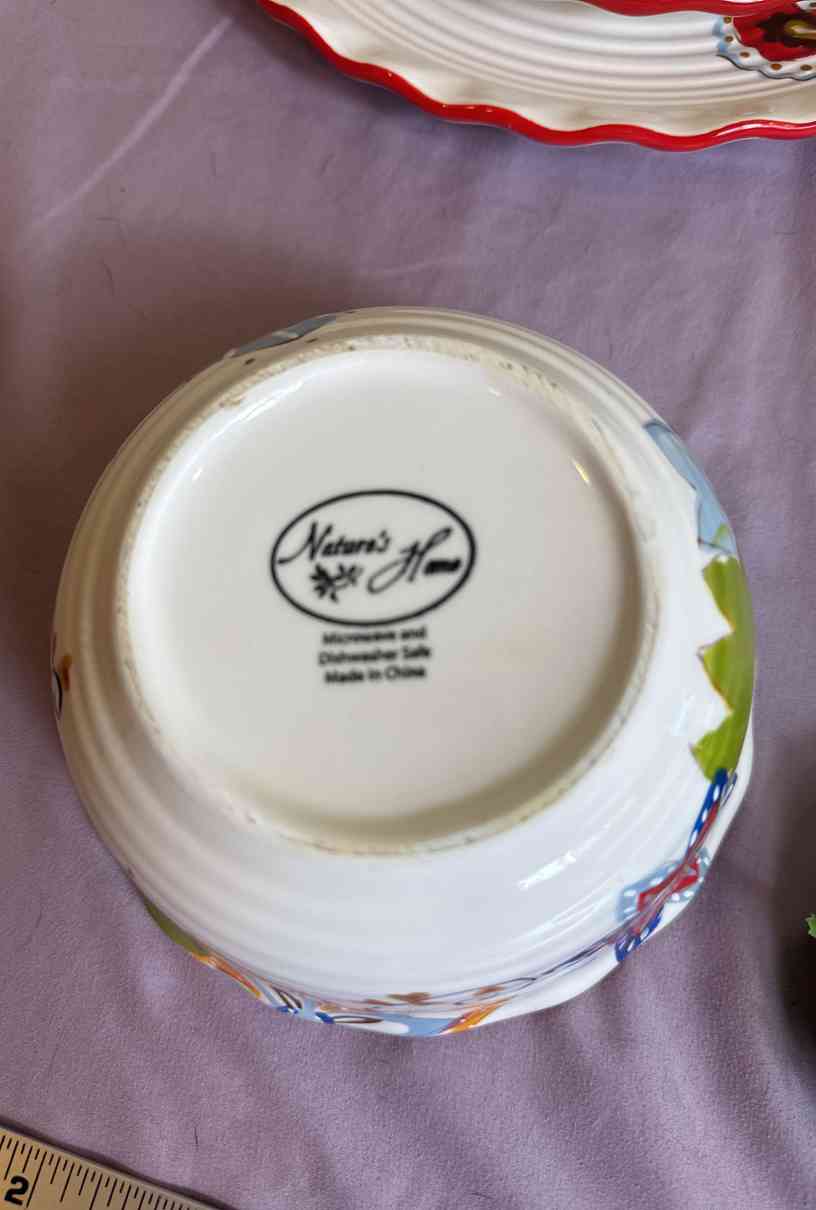 Nature's Home
Microwave and
Dishwasher Safe
Made in China
2